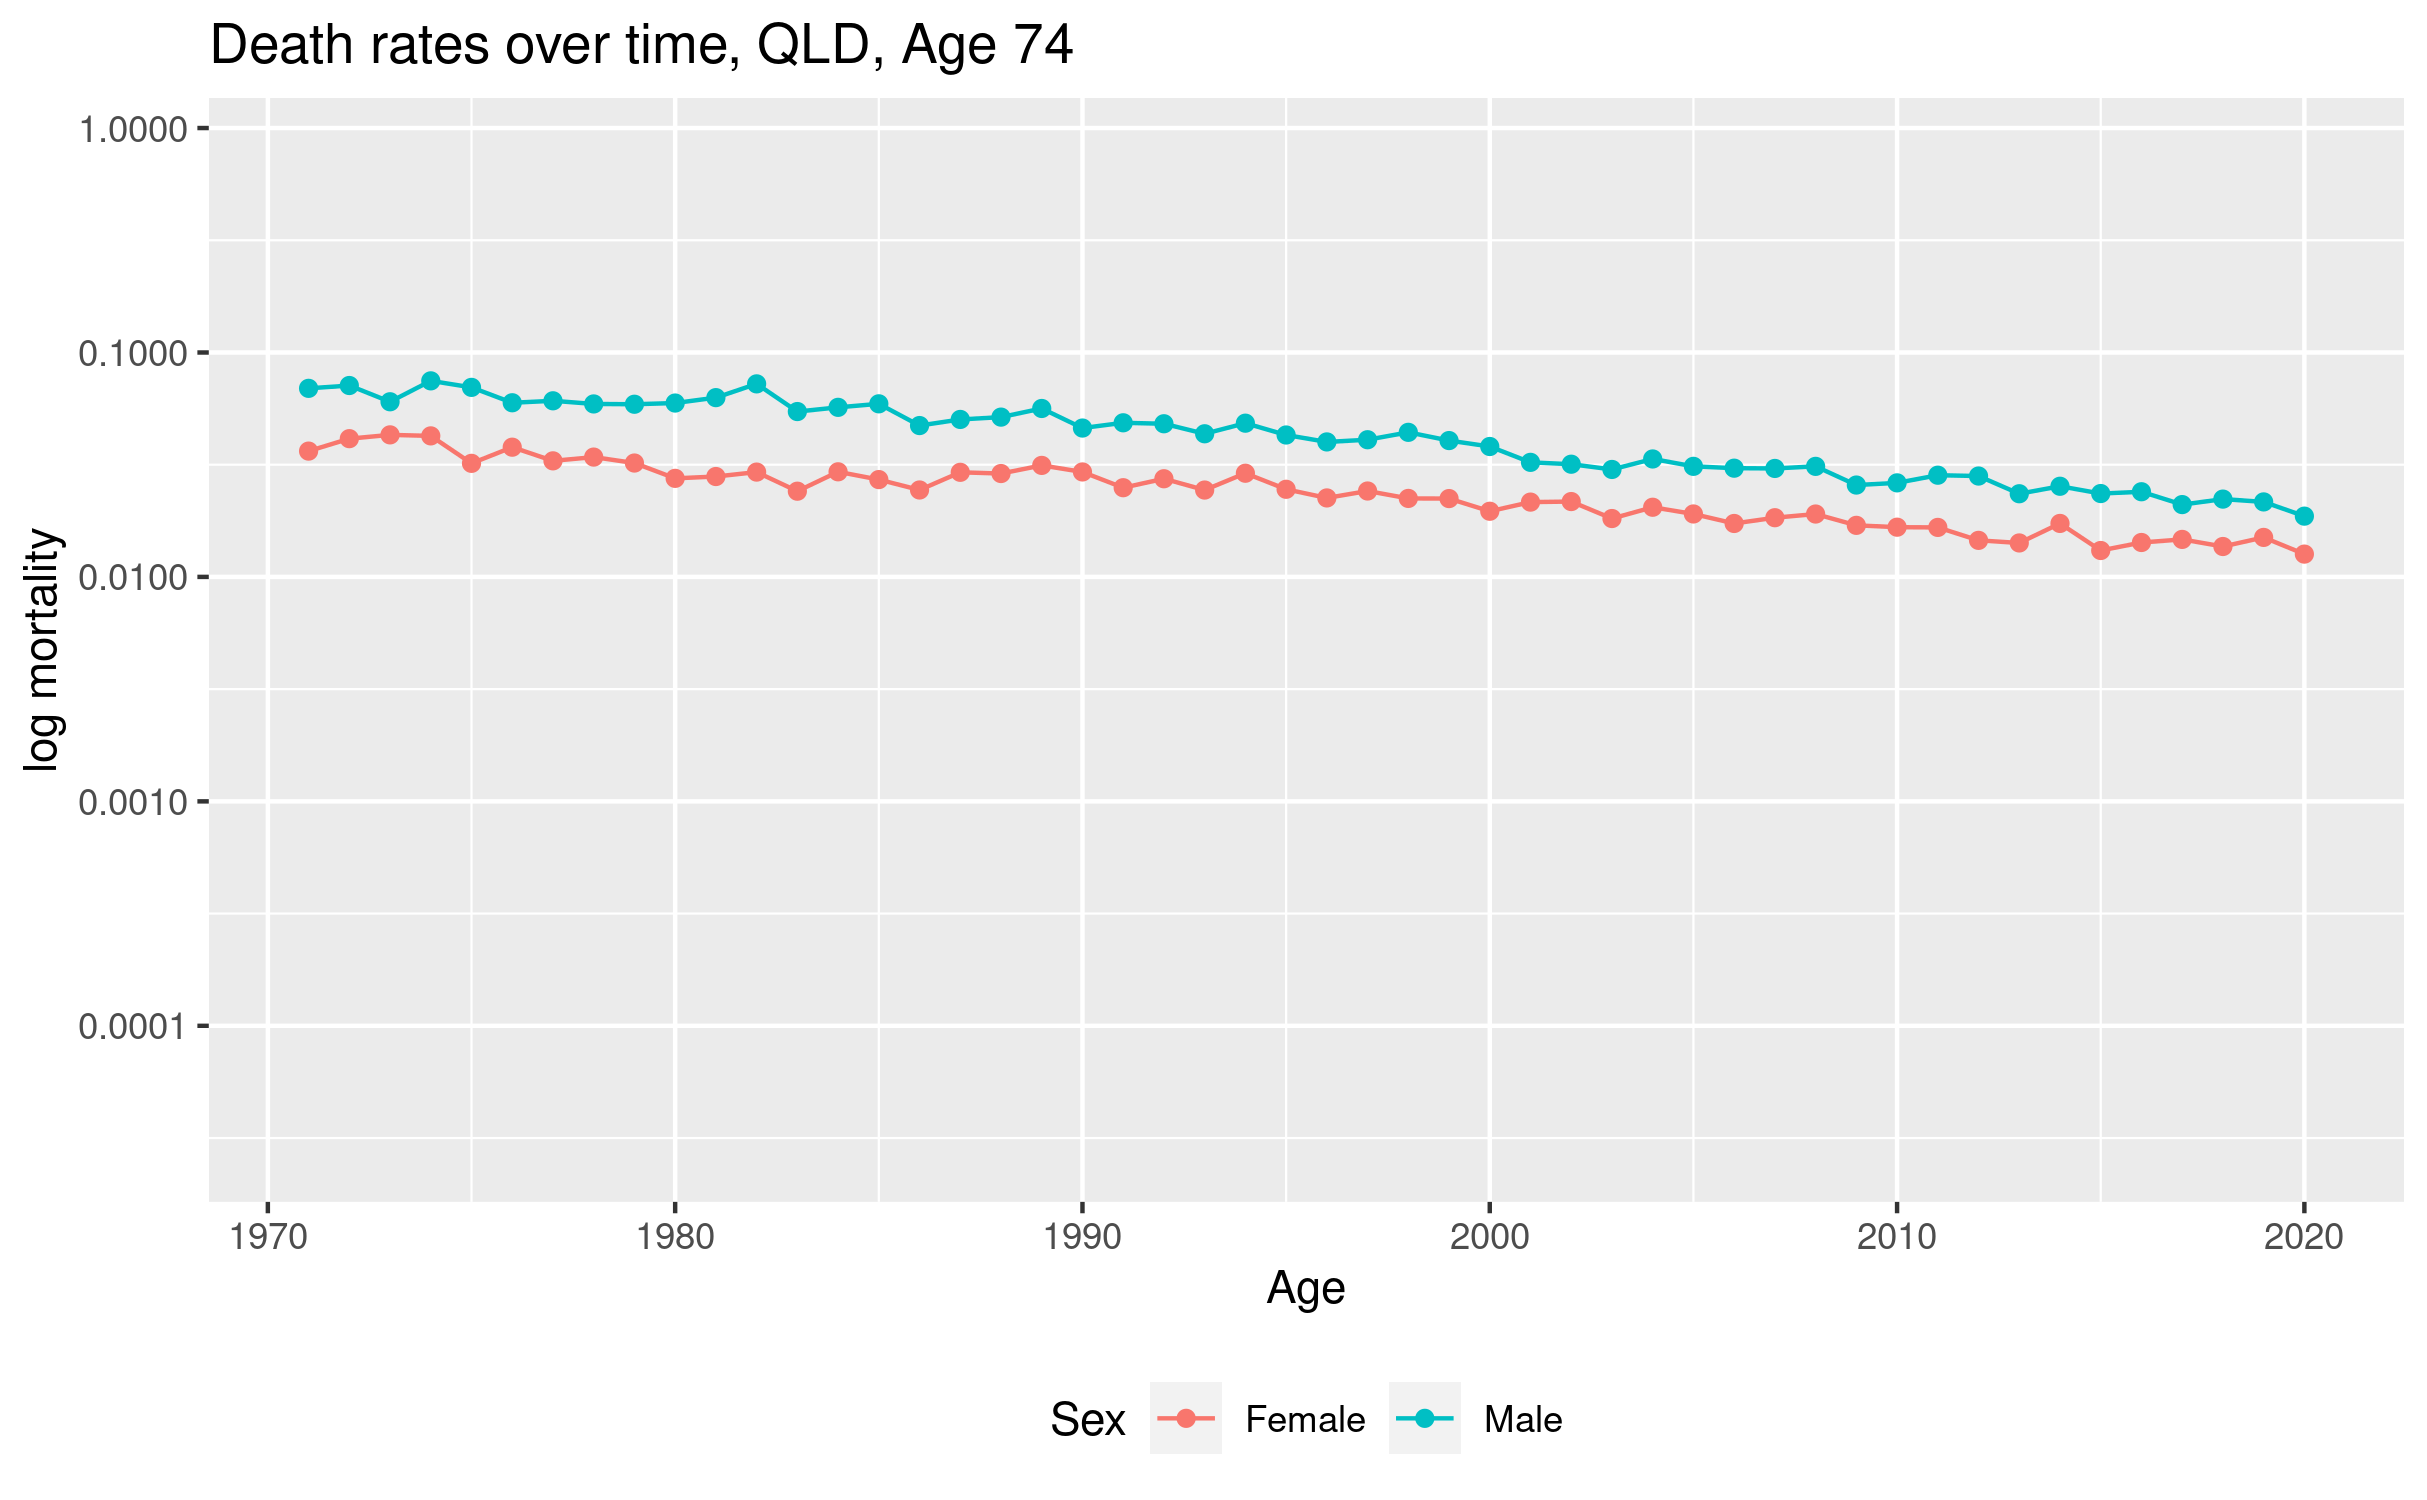 Death rates over time, QLD, Age 74
1.0000
0.1000
0.0100
0.0010
0.0001
log mortality
1970 1980 1990 2000 2010 2020
Age
Sex Female Male